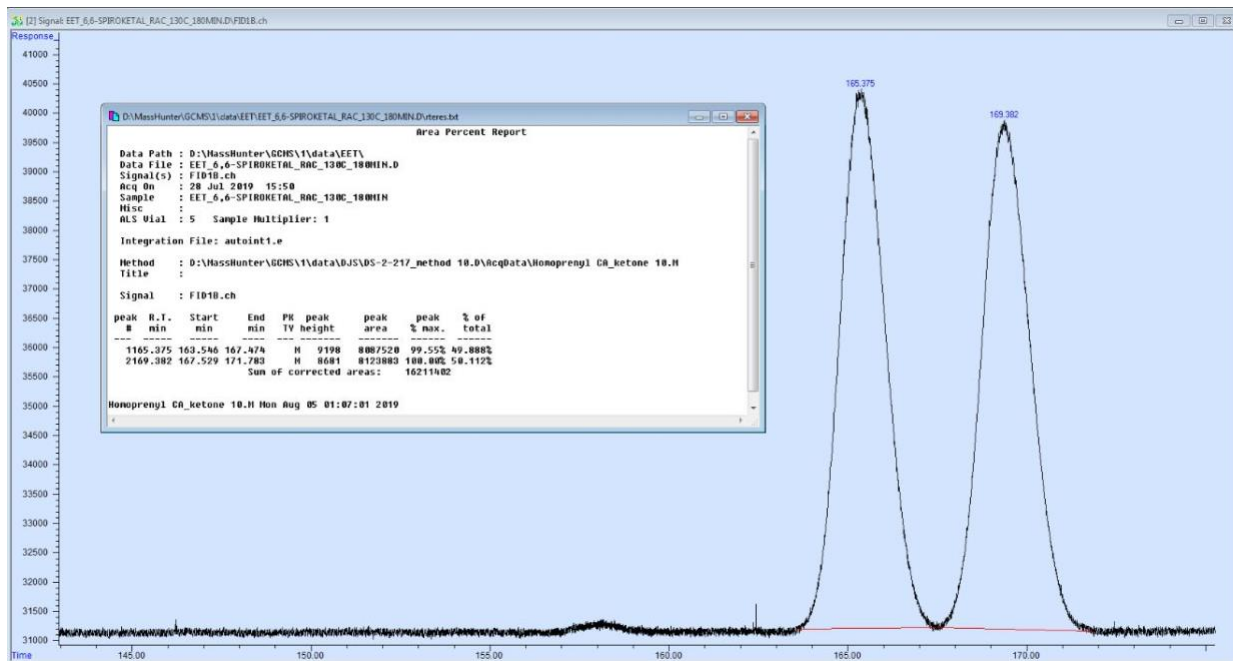 [2] Signal: EET_6,6-SPIROKETAL_RAC_130C_180MIN.D\FID1B.ch
Response_
41000
40500
40000
39500
39000
38500
38000
37500
37000
36500
36000
35500
35000
34500
34000
33500
33000
32500
32000
31500
31000
Time
145.00 150.00 155.00 160.00 165.00 170.00
165.375
169.382
D:\MassHunter\GCMS\1\data\EET\EET_6,6-SPIROKETAL_RAC_130C_180MIN.D\rteres.txt
Area Percent Report
Data Path : D:\MassHunter\GCMS\1\data\EET\
Data File : EET_6,6-SPIROKETAL_RAC_130C_180MIN.D
Signal(s) : FID1B.ch
Acq On : 28 Jul 2019 15:50
Sample : EET_6,6-SPIROKETAL_RAC_130C_180MIN
Misc :
ALS Vial : 5 Sample Multiplier: 1
Integration File: autoint1.e
Method : D:\MassHunter\GCMS\1\data\DJS\DS-2-217_method 10.D\AcqData\Homoprenyl CA_ketone 10.M
Title :
Signal : FID1B.ch
peak R.T. Start End PK peak peak peak % of
# min min min TY height area % max. total
--- ----- ----- ---- --- ------- ------- ------ -------
1165.375 163.546 167.474 M 9198 8087520 99.55% 49.888%
2169.382 167.529 171.783 M 8681 8123883 100.00% 50.112%
Sum of corrected areas: 16211402
Homoprenyl CA_ketone 10.M Mon Aug 05 01:07:01 2019